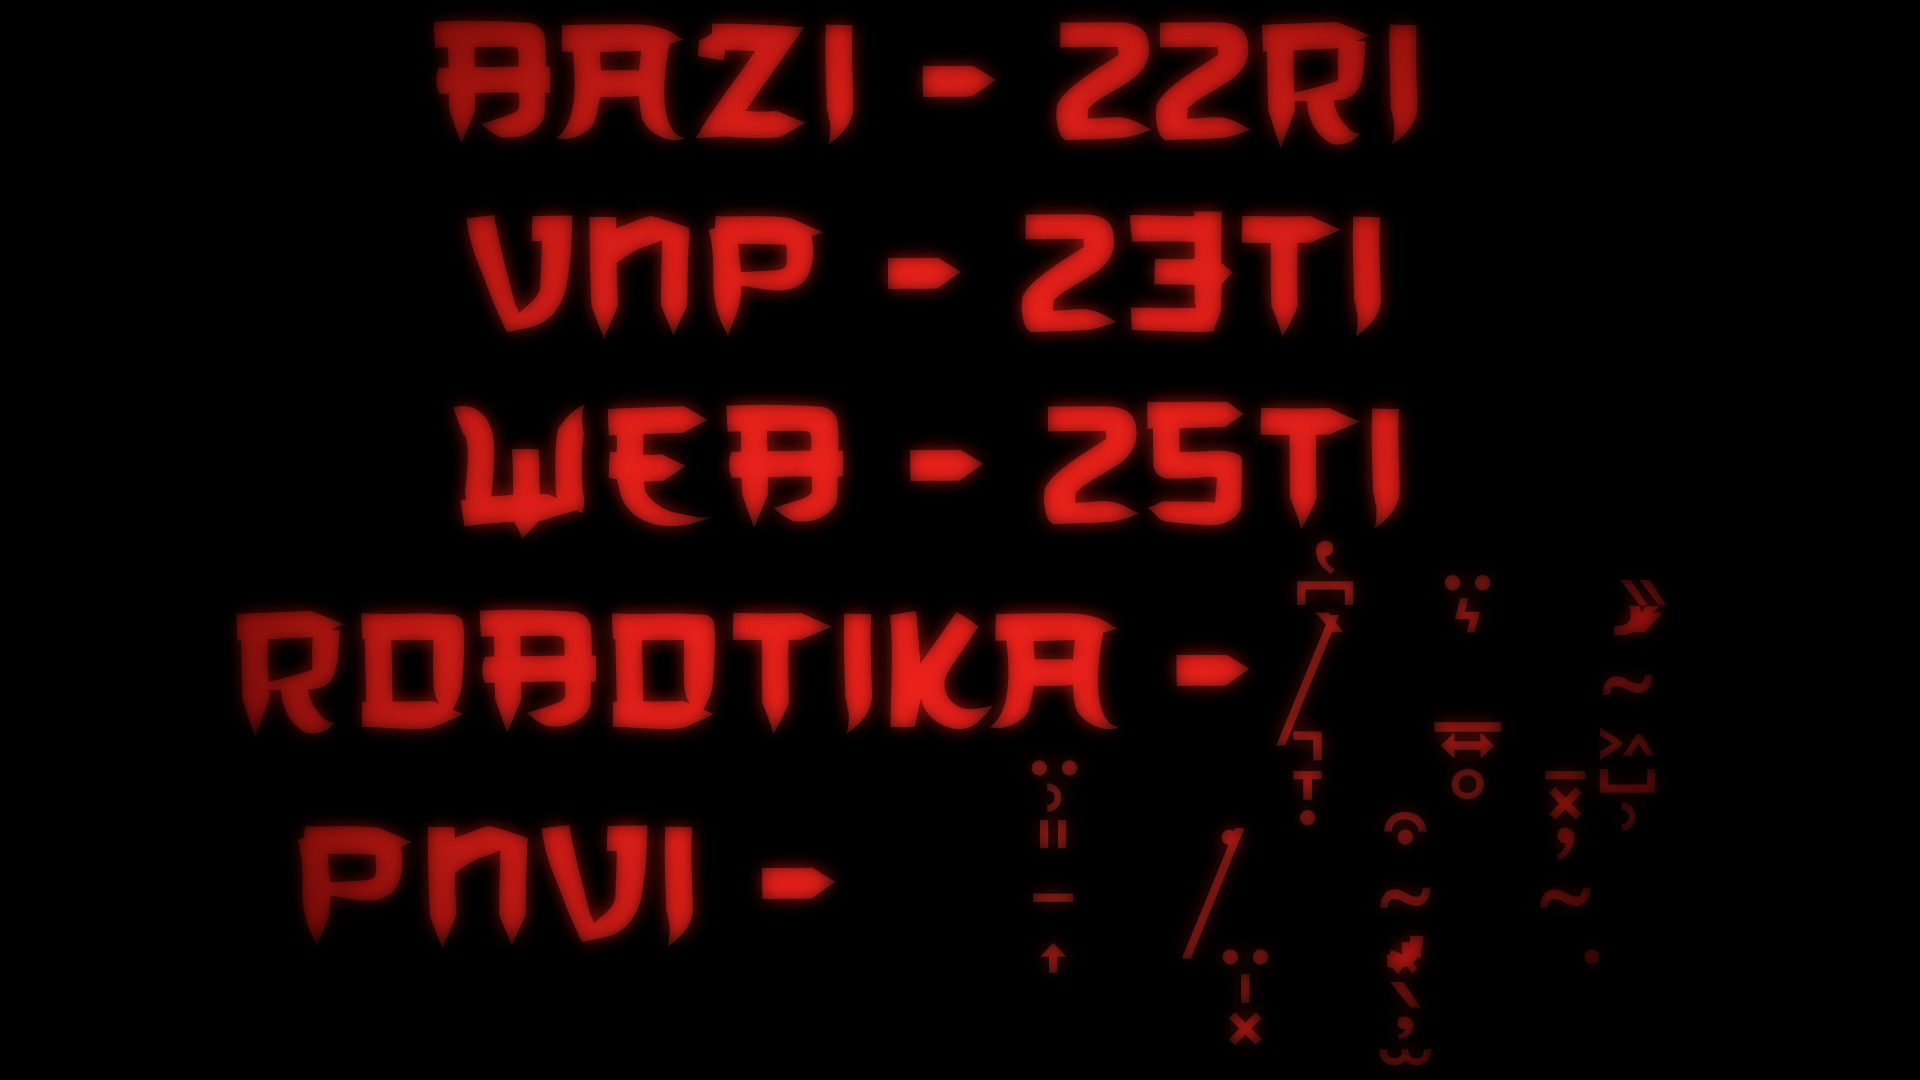 BAZI - 22RI
VNP - 23TI
WEB - 25TI
ROBOTIKA -
PNVI -